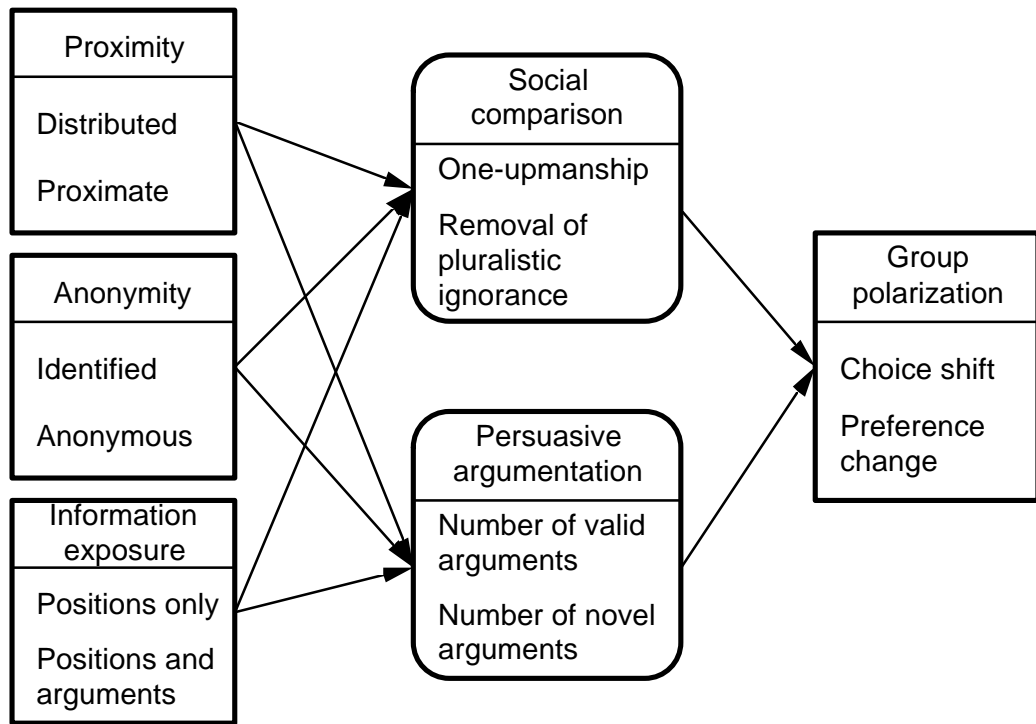 Proximity
Distributed
Proximate
Anonymity
Identified
Anonymous
Information
exposure
Positions only
Positions and
arguments
Social
comparison
One-upmanship
Removal of
pluralistic
ignorance
Persuasive
argumentation
Number of valid
arguments
Number of novel
arguments
Group
polarization
Choice shift
Preference
change